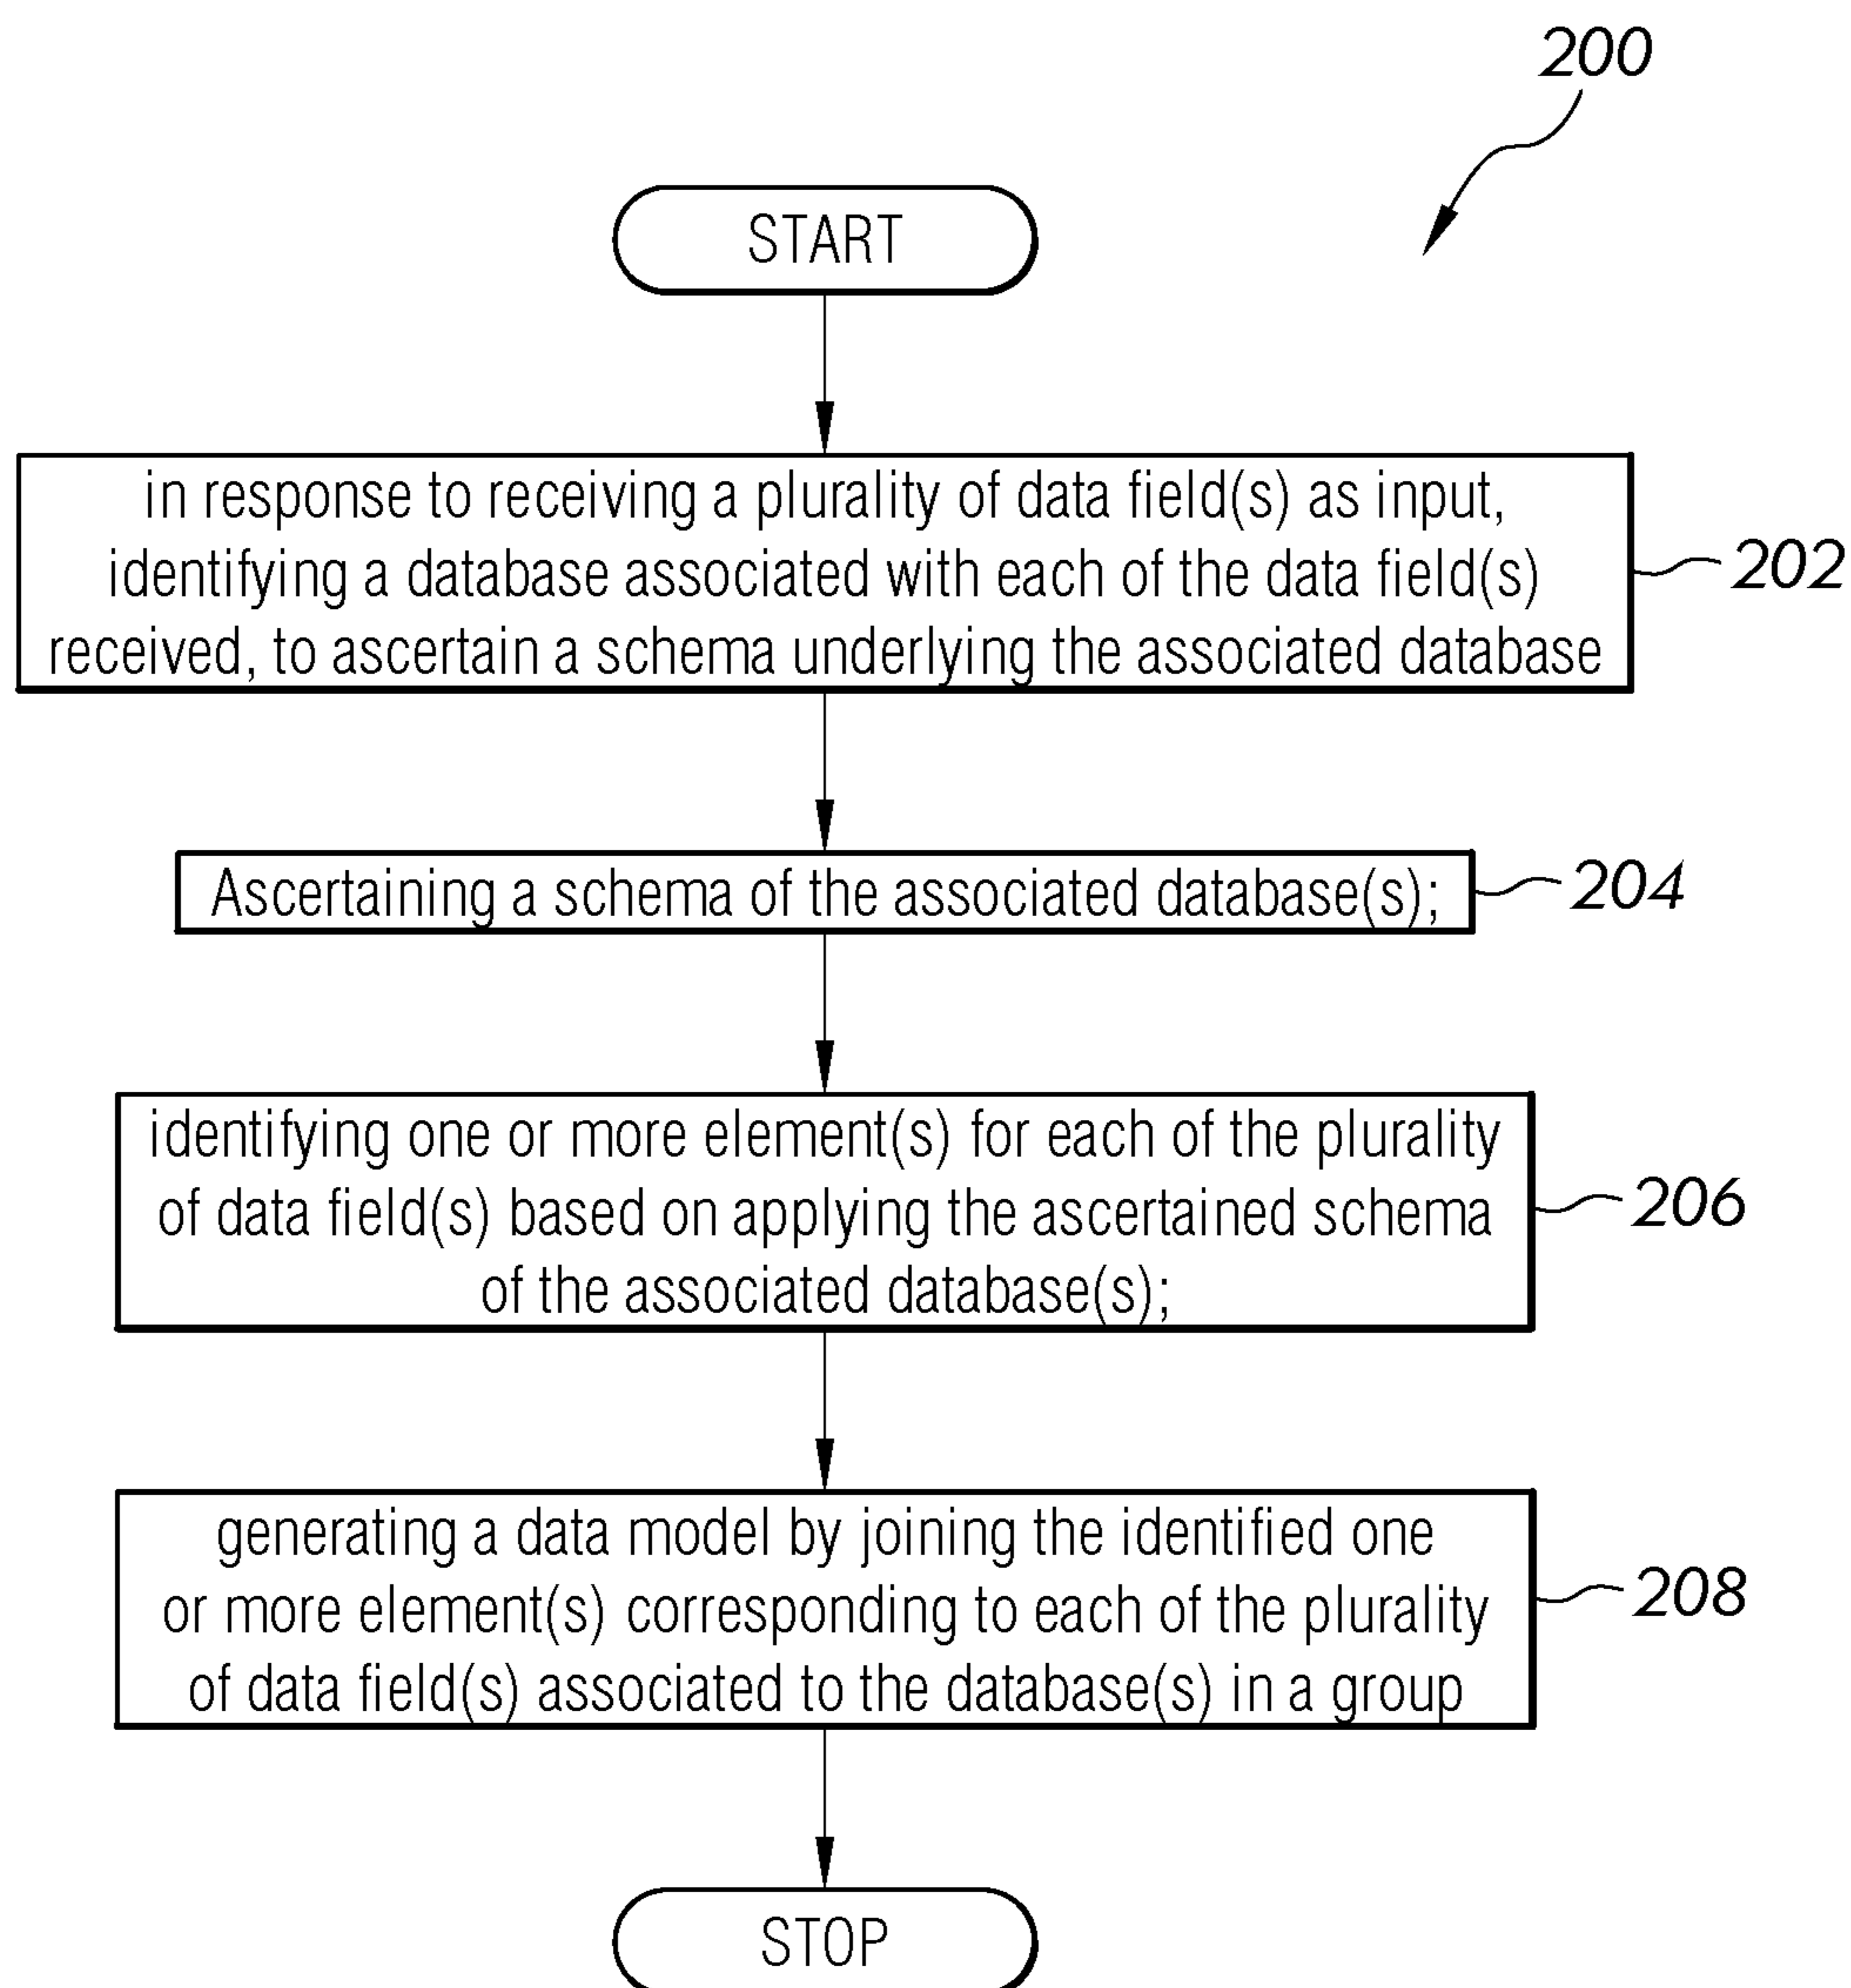 200
START
in response to receiving a plurality of data field(s) as input,
identifying a database associated with each of the data field(s)
received, to ascertain a schema underlying the associated database
202
Ascertaining a schema of the associated database(s);
204
identifying one or more element(s) for each of the plurality
of data field(s) based on applying the ascertained schema
of the associated database(s);
206
generating a data model by joining the identified one
or more element(s) corresponding to each of the plurality
of data field(s) associated to the database(s) in a group
208
STOP